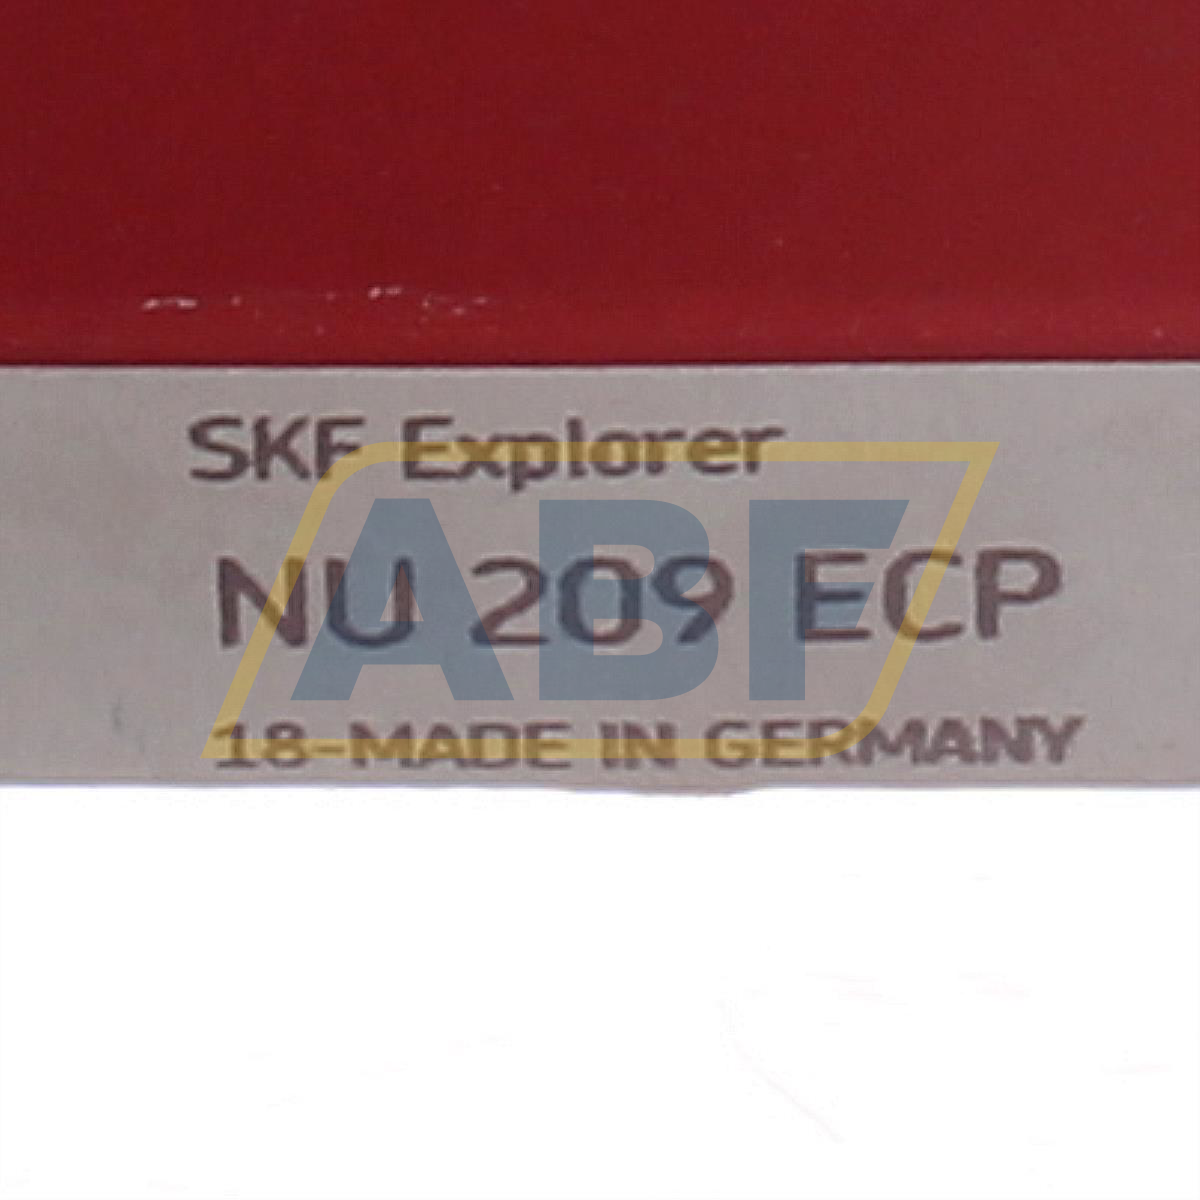 SKF Explorer
ABF
NU 209 ECP
18-MADE IN GERMANY